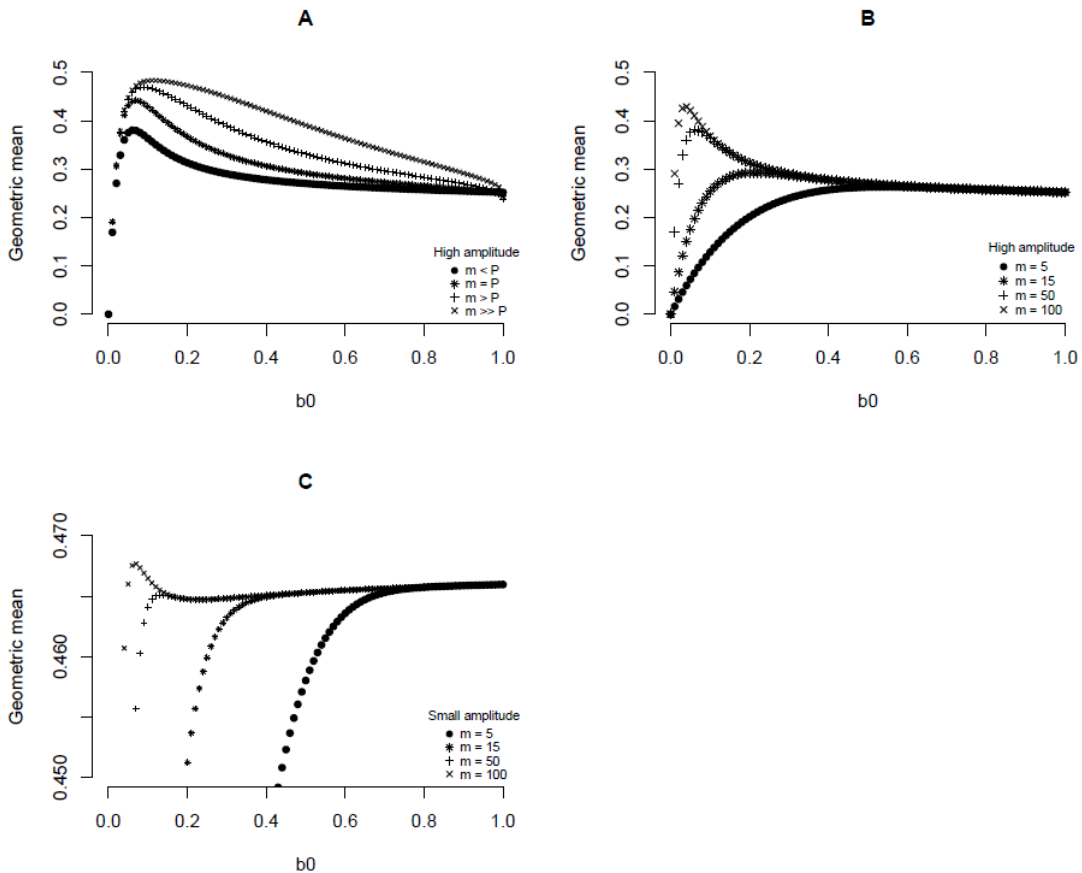 A
Geometric mean
0.5
0.4
0.3
0.2
0.1
0.0
High amplitude
m < P
m = P
m > P
m >> P
0.0 0.2 0.4 0.6 0.8 1.0
b0
B
Geometric mean
0.5
0.4
0.3
0.2
0.1
0.0
High amplitude
m = 5
m = 15
m = 50
m = 100
0.0 0.2 0.4 0.6 0.8 1.0
b0
C
Geometric mean
0.470
0.460
0.450
Small amplitude
m = 5
m = 15
m = 50
m = 100
0.0 0.2 0.4 0.6 0.8 1.0
b0